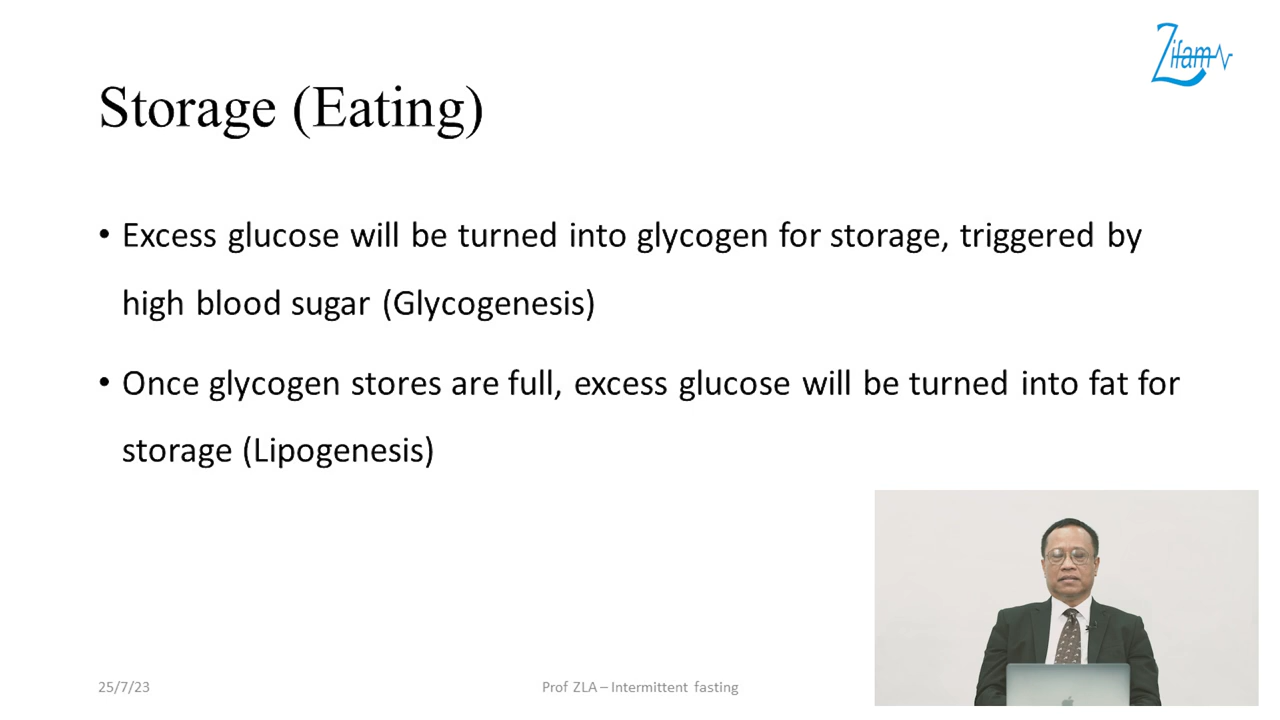 Zifam
Storage (Eating)
• Excess glucose will be turned into glycogen for storage, triggered by
high blood sugar (Glycogenesis)
• Once glycogen stores are full, excess glucose will be turned into fat for
storage (Lipogenesis)
25/7/23
Prof ZLA – Intermittent fasting